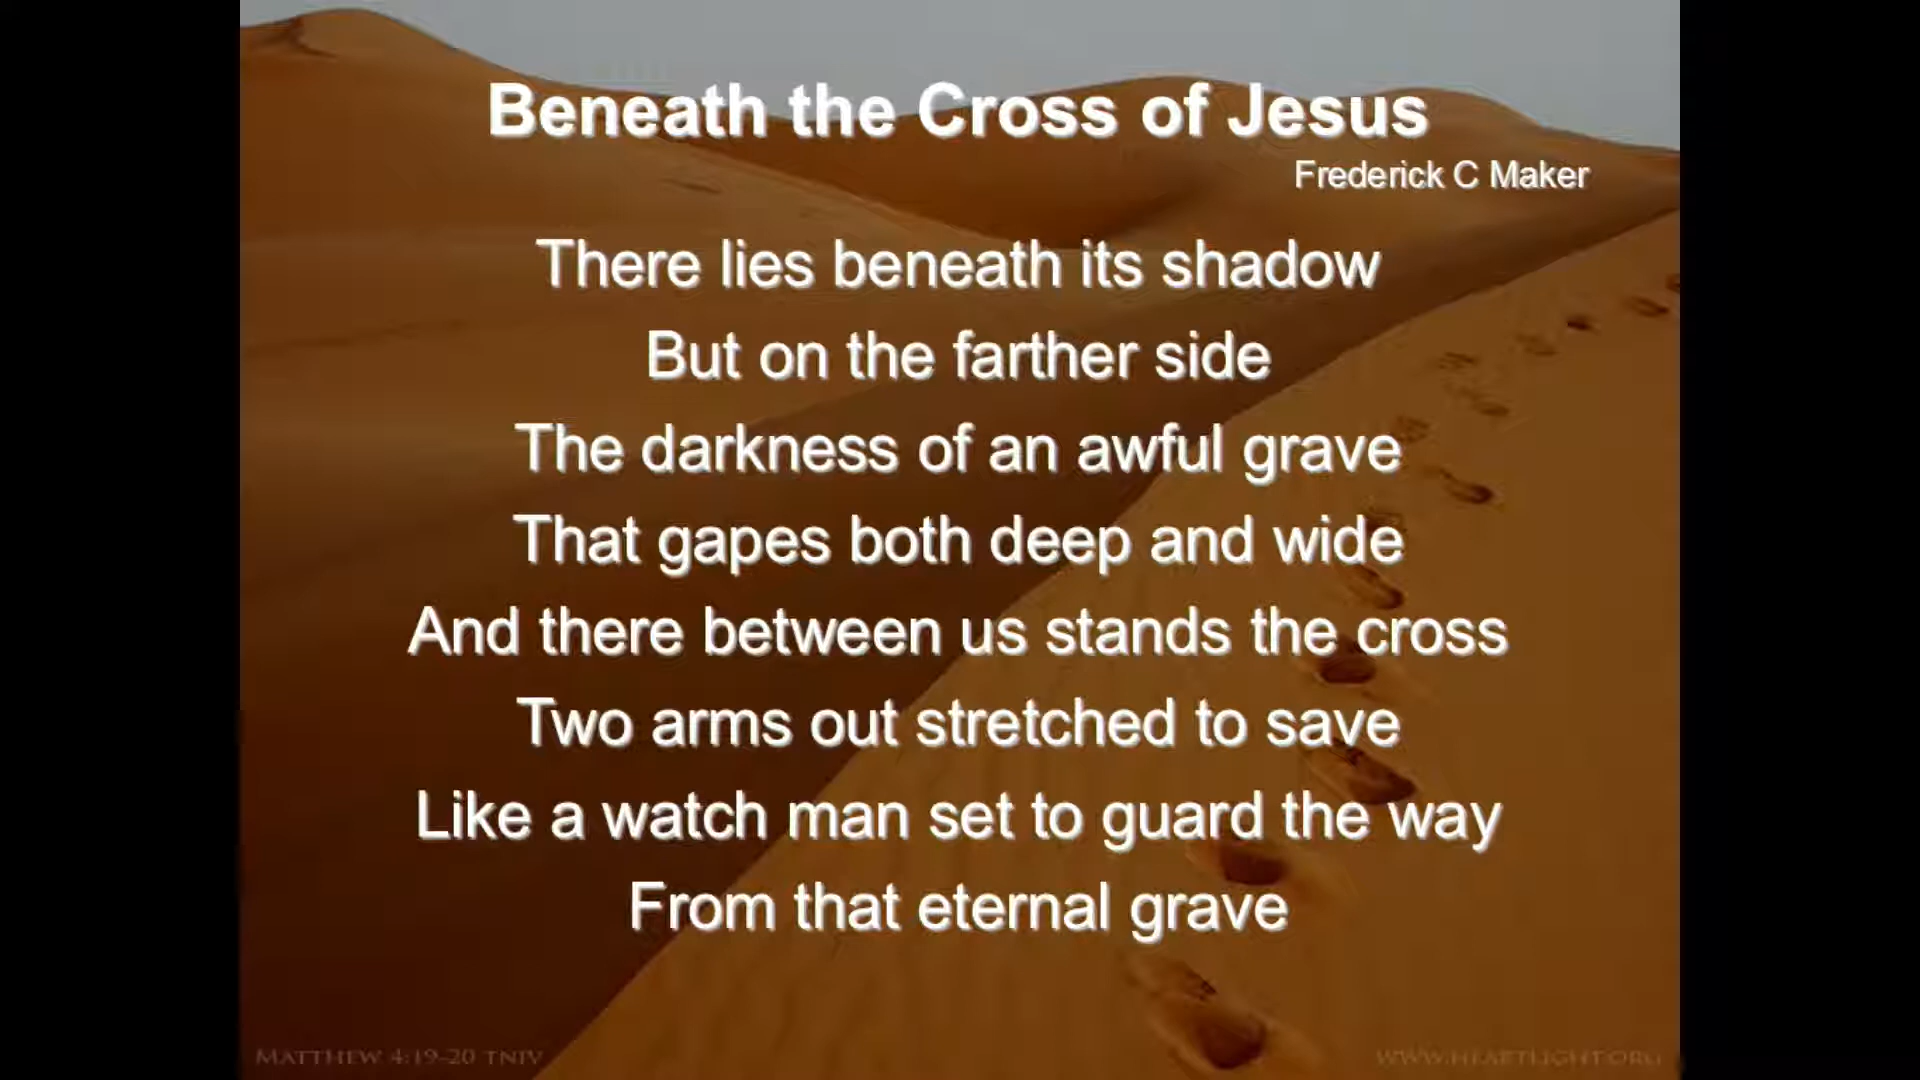 Beneath the Cross of Jesus
Frederick C Maker
There lies beneath its shadow
But on the farther side
The darkness of an awful grave
That gapes both deep and wide
And there between us stands the cross
Two arms out stretched to save
Like a watch man set to guard the way
From that eternal grave
MATTHEW 4:19-20 TNIV
WWW.HEARTLIGHT.ORG